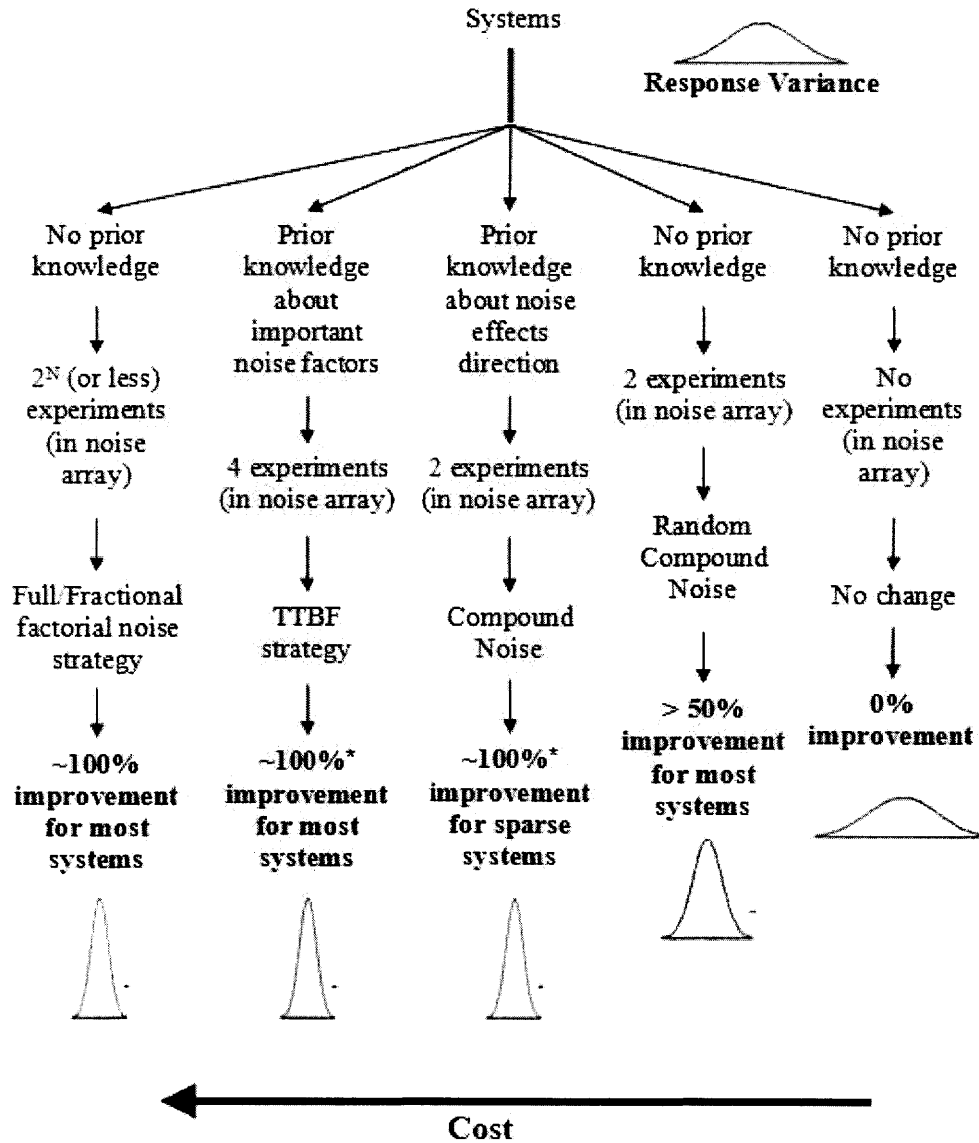 Systems
Response Variance
No prior
knowledge
2ᴺ (or less)
experiments
(in noise
array)
Full/Fractional
factorial noise
strategy
~100%
improvement
for most
systems
Prior
knowledge
about
important
noise factors
4 experiments
(in noise array)
TTBF
strategy
~100%*
improvement
for most
systems
Prior
knowledge
about noise
effects
direction
2 experiments
(in noise array)
Compound
Noise
~100%*
improvement
for sparse
systems
No prior
knowledge
2 experiments
(in noise array)
Random
Compound
Noise
> 50%
improvement
for most
systems
No prior
knowledge
No
experiments
(in noise
array)
No change
0%
improvement
Cost